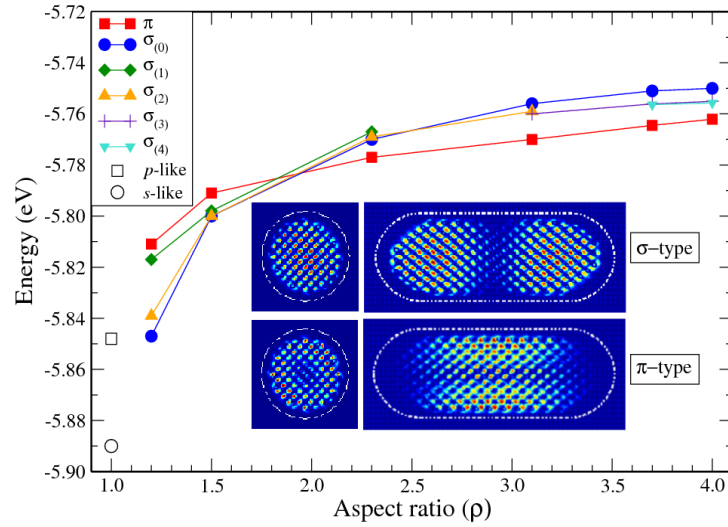 -5.72
-5.74
-5.76
-5.78
-5.80
-5.82
-5.84
-5.86
-5.88
-5.90
Energy (eV)
π
σ(0)
σ(1)
σ(2)
σ(3)
σ(4)
p-like
s-like
σ-type
π-type
1.0 1.5 2.0 2.5 3.0 3.5 4.0
Aspect ratio (ρ)